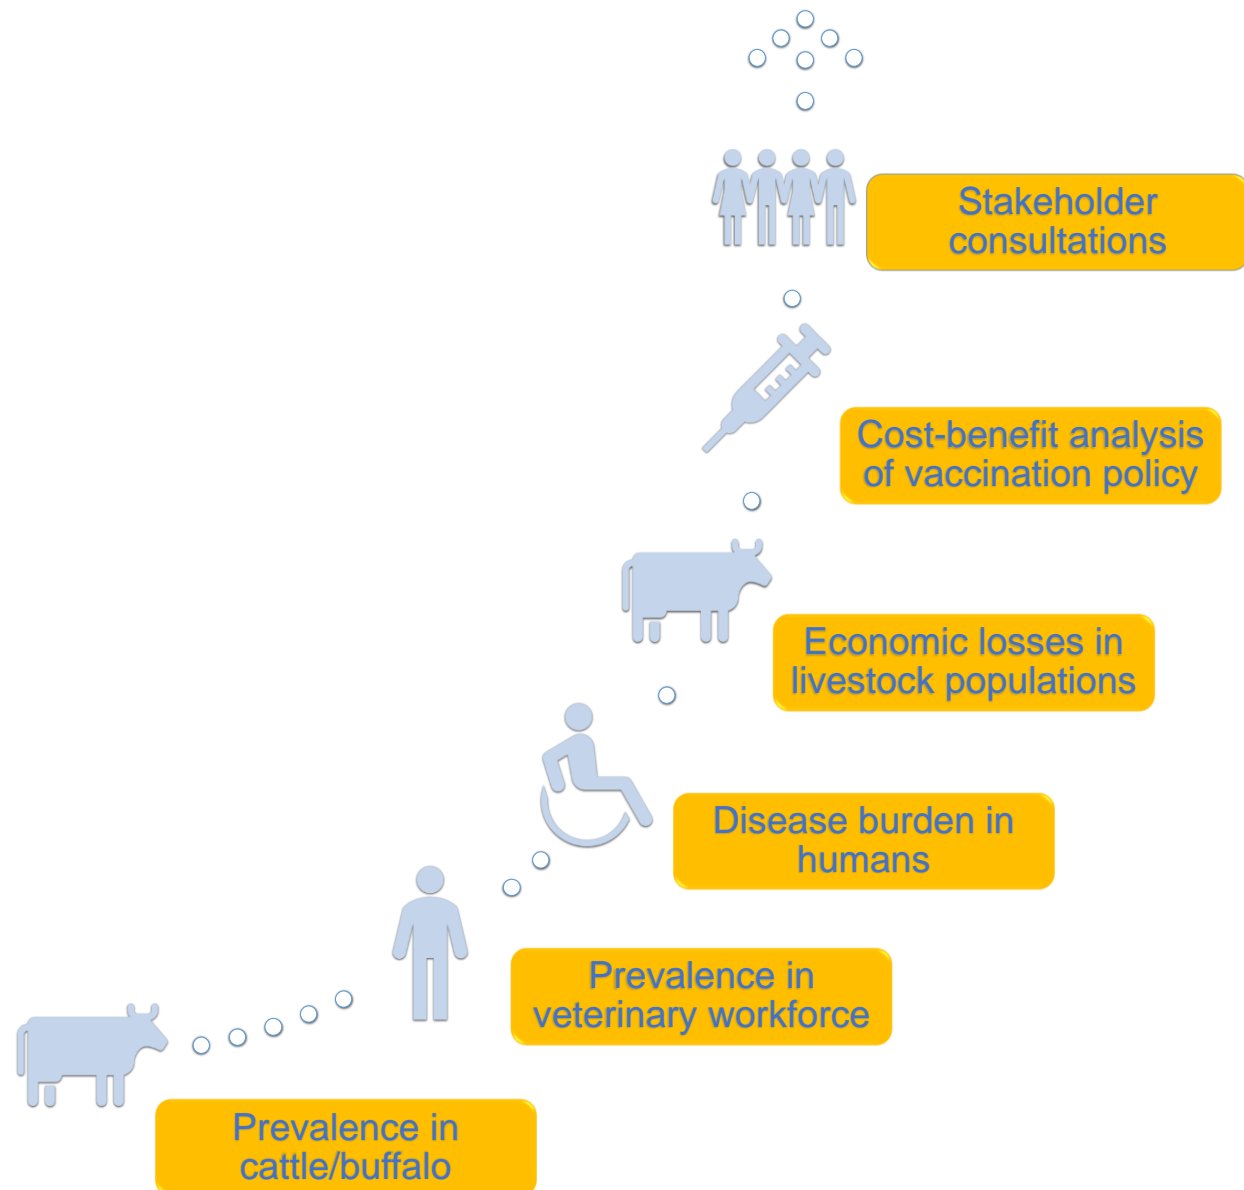 Stakeholder
consultations
Cost-benefit analysis
of vaccination policy
Economic losses in
livestock populations
Disease burden in
humans
Prevalence in
veterinary workforce
Prevalence in
cattle/buffalo